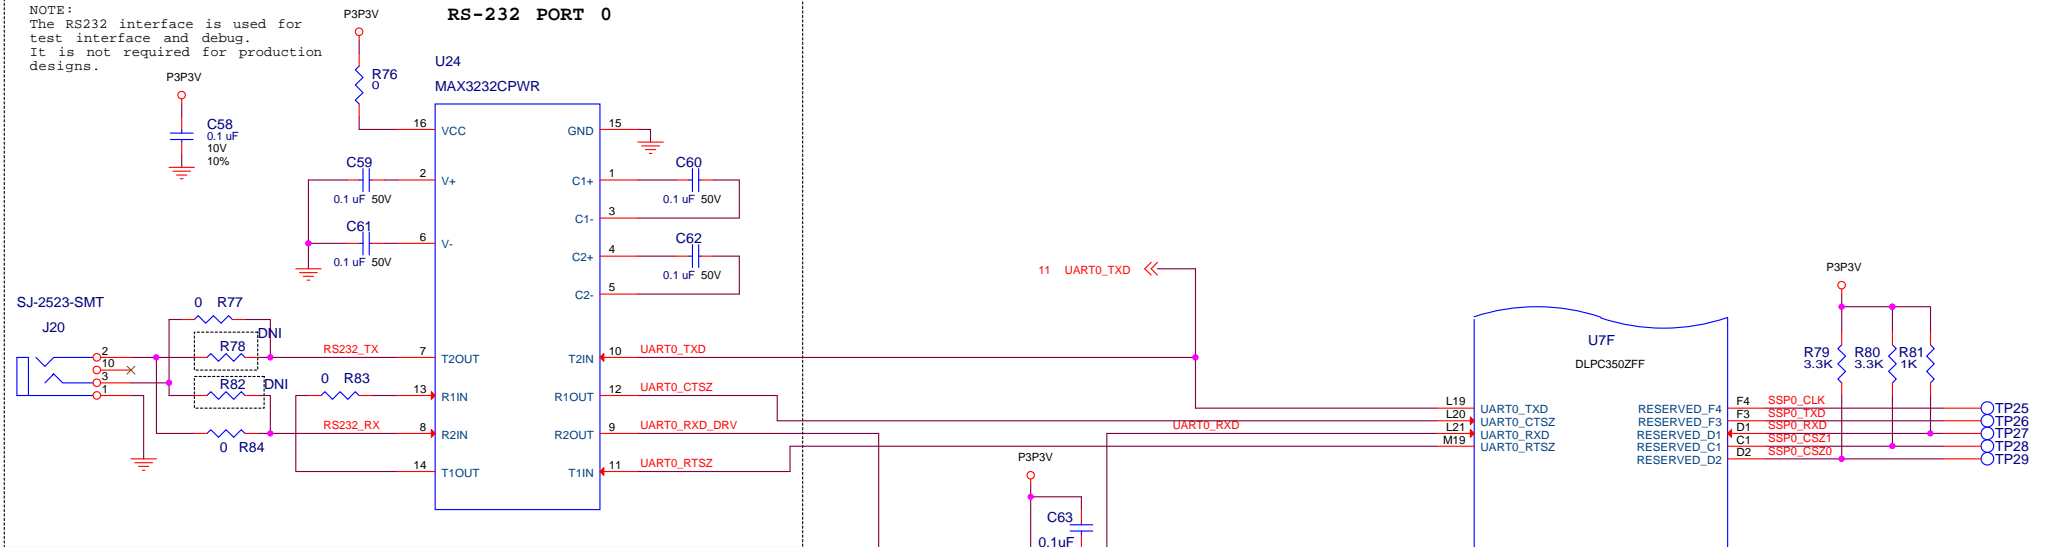 NOTE:
The RS232 interface is used for
test interface and debug.
It is not required for production
designs.
RS-232 PORT 0
P3P3V
R76
0
P3P3V
C58
0.1 uF
10V
10%
U24
MAX3232CPWR
16 VCC
GND 15
C59
0.1 uF 50V
2 V+
C1+ 1
C60
0.1 uF 50V
C1- 3
C61
0.1 uF 50V
6 V-
C2+ 4
C62
0.1 uF 50V
C2- 5
SJ-2523-SMT
J20
2
10
3
1
0 R77
DNI
R78
RS232_TX 7 T2OUT
T2IN 10 UART0_TXD
R82 DNI
0 R83
13 R1IN
R1OUT 12 UART0_CTSZ
0 R84
RS232_RX 8 R2IN
R2OUT 9 UART0_RXD_DRV
14 T1OUT
T1IN 11 UART0_RTSZ
11 UART0_TXD
UART0_RXD
P3P3V
C63
0.1uF
U7F
DLPC350ZFF
L19 UART0_TXD
L20 UART0_CTSZ
L21 UART0_RXD
M19 UART0_RTSZ
P3P3V
R79
3.3K
R80
3.3K
R81
1K
RESERVED_F4 F4 SSP0_CLK TP25
RESERVED_F3 F3 SSP0_TXD TP26
RESERVED_D1 D1 SSP0_RXD TP27
RESERVED_C1 C1 SSP0_CSZ1 TP28
RESERVED_D2 D2 SSP0_CSZ0 TP29